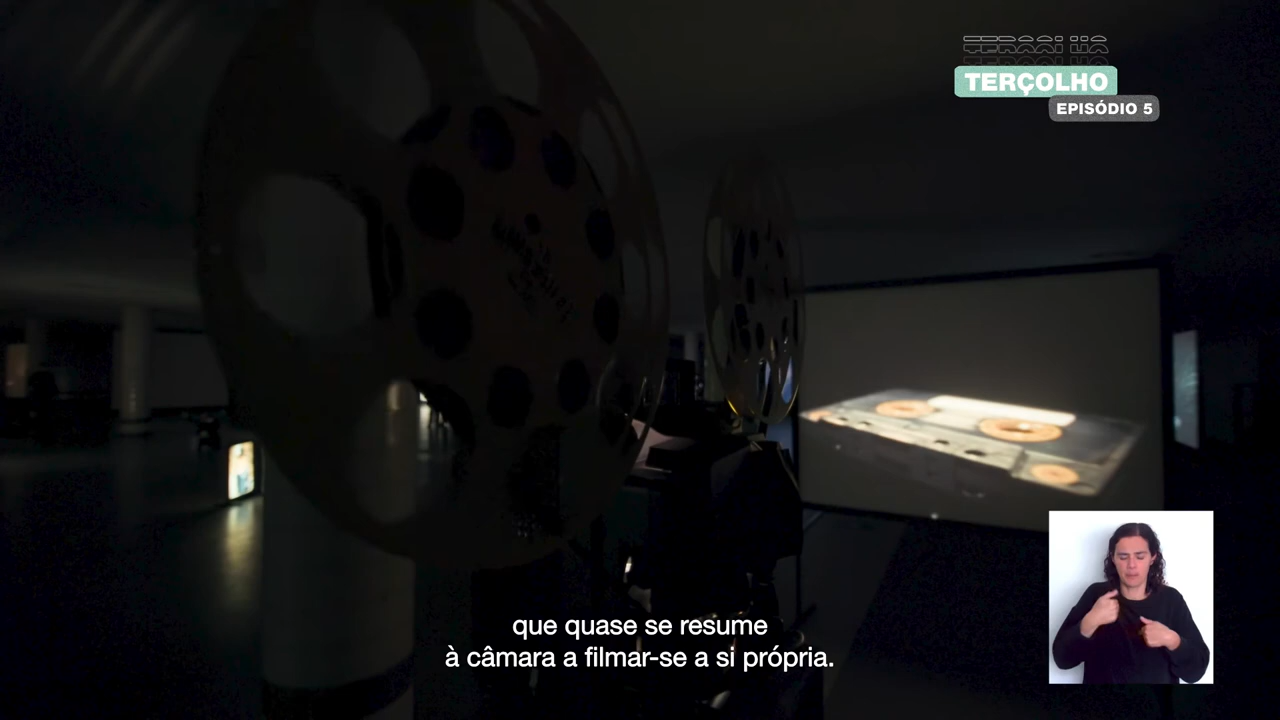 TERÇOLHO
EPISÓDIO 5
que quase se resume
à câmara a filmar-se a si própria.